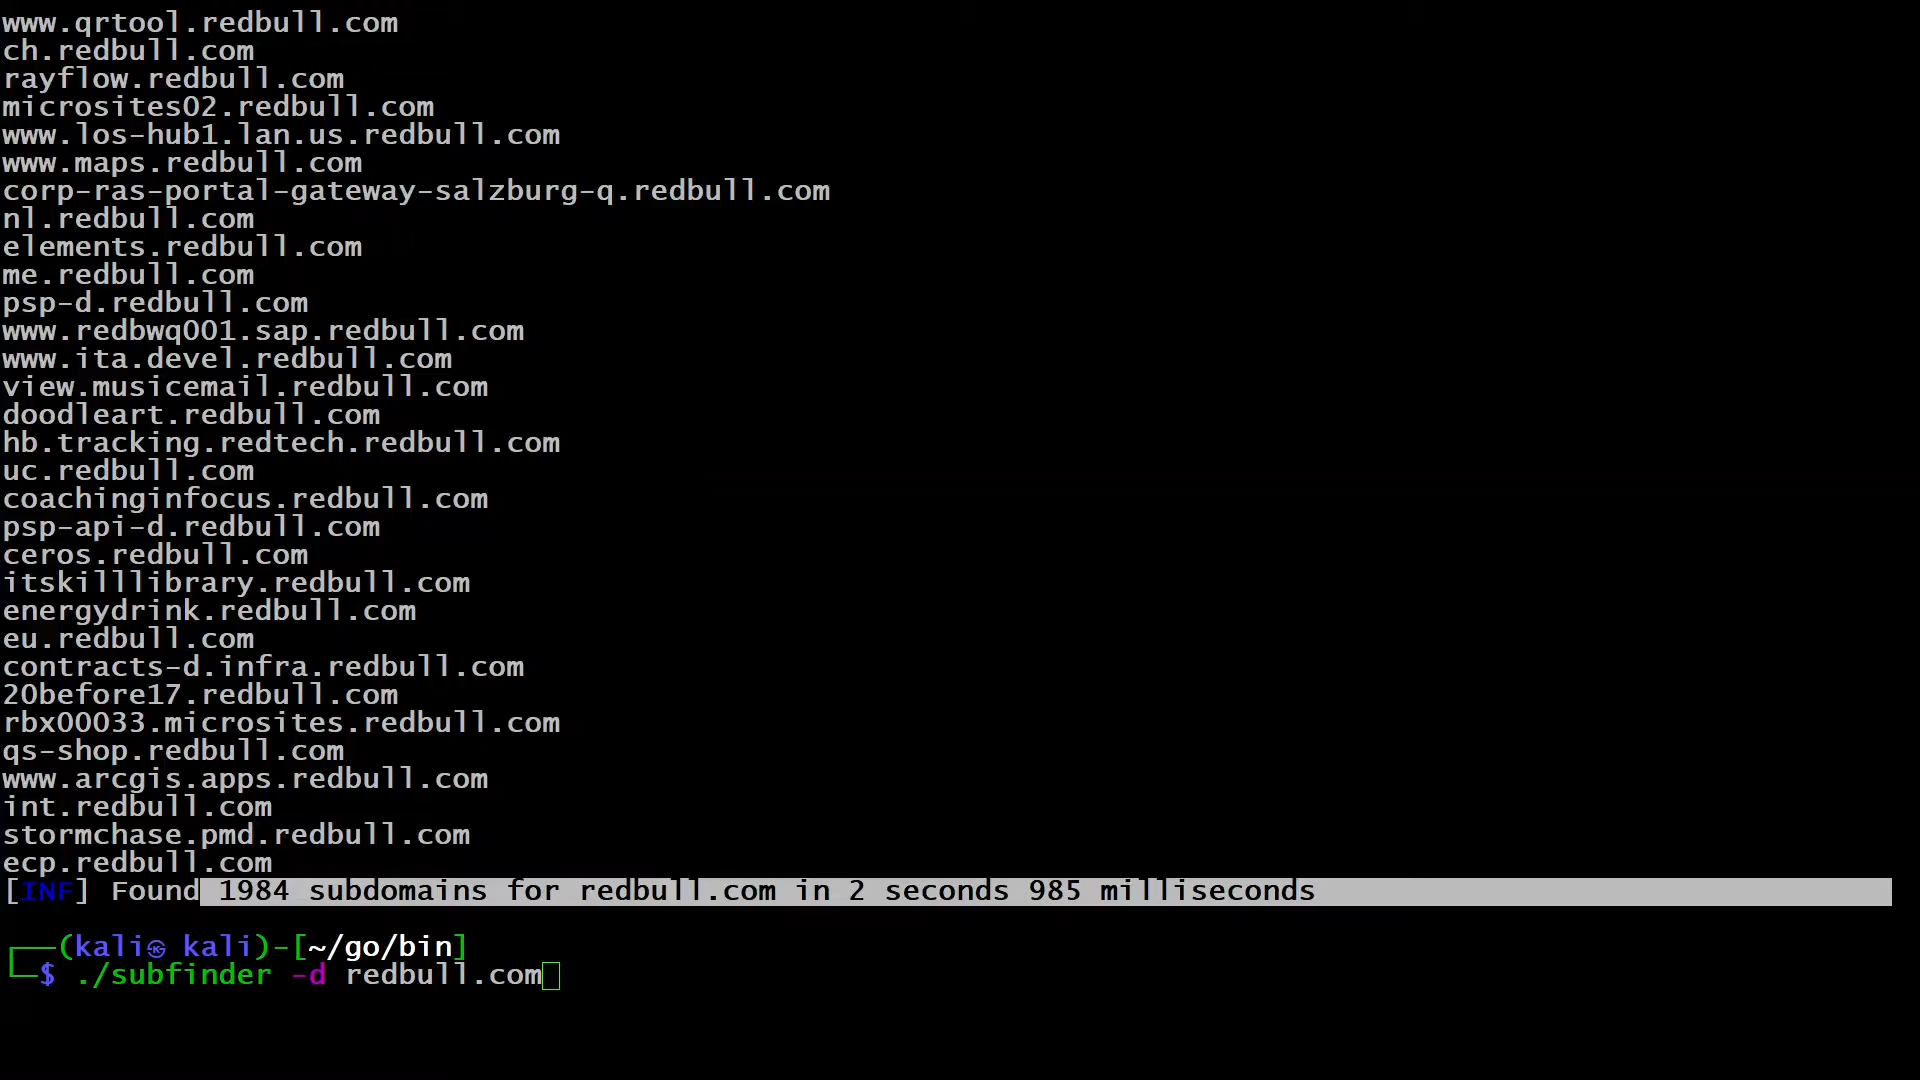 www.qrtool.redbull.com
ch.redbull.com
rayflow.redbull.com
microsites02.redbull.com
www.los-hub1.lan.us.redbull.com
www.maps.redbull.com
corp-ras-portal-gateway-salzburg-q.redbull.com
nl.redbull.com
elements.redbull.com
me.redbull.com
psp-d.redbull.com
www.redbwq001.sap.redbull.com
www.ita.devel.redbull.com
view.musicemail.redbull.com
doodleart.redbull.com
hb.tracking.redtech.redbull.com
uc.redbull.com
coachinginfocus.redbull.com
psp-api-d.redbull.com
ceros.redbull.com
itskilllibrary.redbull.com
energydrink.redbull.com
eu.redbull.com
contracts-d.infra.redbull.com
20before17.redbull.com
rbx00033.microsites.redbull.com
qs-shop.redbull.com
www.arcgis.apps.redbull.com
int.redbull.com
stormchase.pmd.redbull.com
ecp.redbull.com
[INF] Found 1984 subdomains for redbull.com in 2 seconds 985 milliseconds
┌──(kali㉿ kali)-[~/go/bin]
└─$ ./subfinder -d redbull.com